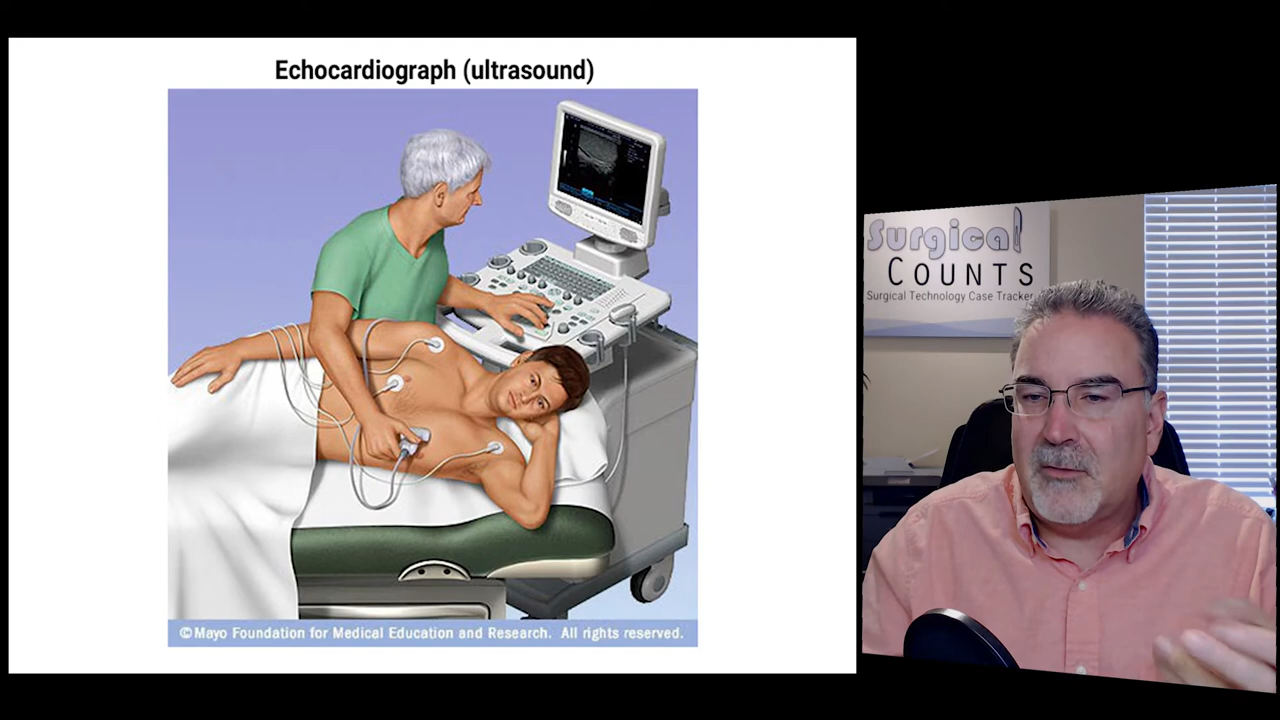 Echocardiograph (ultrasound)
©Mayo Foundation for Medical Education and Research. All rights reserved.
Surgical
COUNTS
Surgical Technology Case Tracker